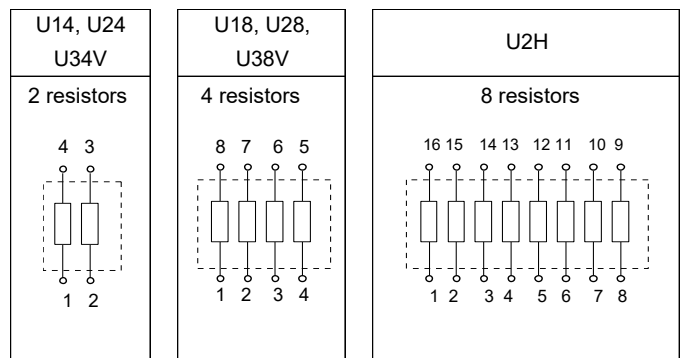 U14, U24
U34V
2 resistors
4 3
1 2
U18, U28,
U38V
4 resistors
8 7 6 5
1 2 3 4
U2H
8 resistors
16 15 14 13 12 11 10 9
1 2 3 4 5 6 7 8